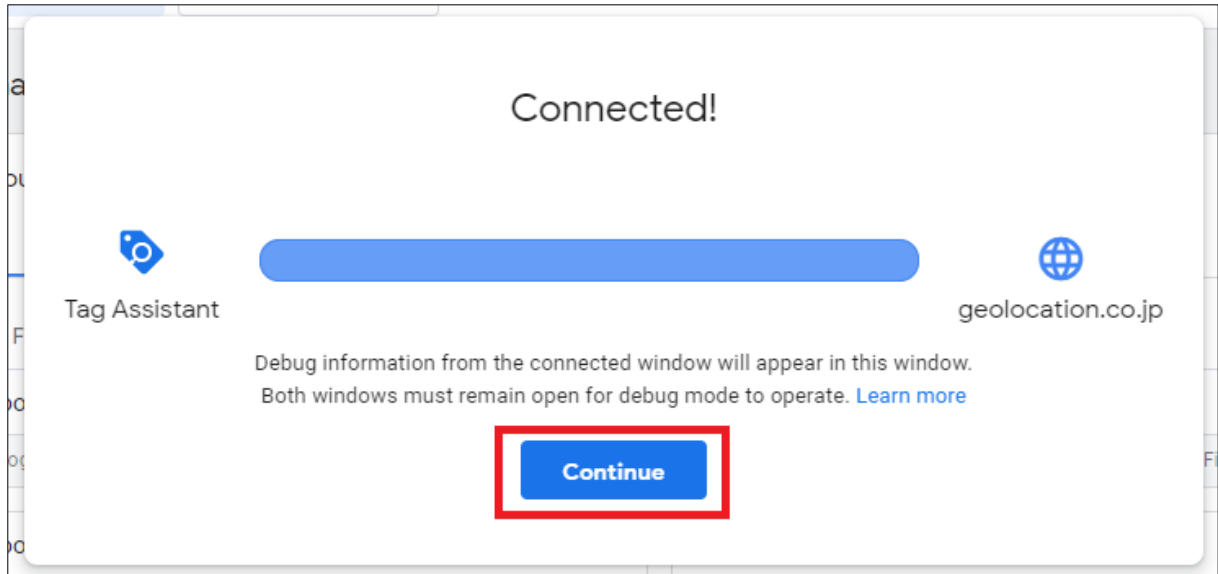 Connected!
Tag Assistant
geolocation.co.jp
Debug information from the connected window will appear in this window.
Both windows must remain open for debug mode to operate. Learn more
Continue